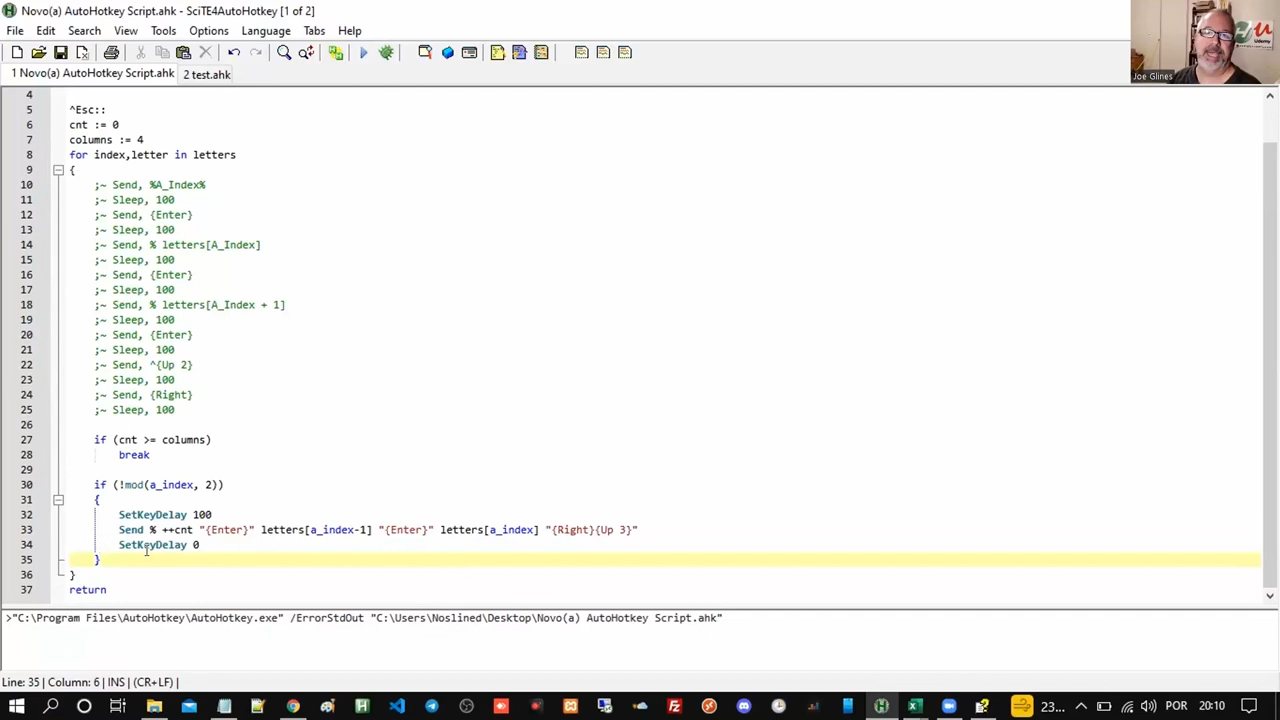 Novo(a) AutoHotkey Script.ahk - SciTE4AutoHotkey [1 of 2]
File Edit Search View Tools Options Language Tabs Help
1 Novo(a) AutoHotkey Script.ahk 2 test.ahk
4
5 ^Esc::
6 cnt := 0
7 columns := 4
8 for index,letter in letters
9 {
10 ;~ Send, %A_Index%
11 ;~ Sleep, 100
12 ;~ Send, {Enter}
13 ;~ Sleep, 100
14 ;~ Send, % letters[A_Index]
15 ;~ Sleep, 100
16 ;~ Send, {Enter}
17 ;~ Sleep, 100
18 ;~ Send, % letters[A_Index + 1]
19 ;~ Sleep, 100
20 ;~ Send, {Enter}
21 ;~ Sleep, 100
22 ;~ Send, ^{Up 2}
23 ;~ Sleep, 100
24 ;~ Send, {Right}
25 ;~ Sleep, 100
26
27 if (cnt >= columns)
28 break
29
30 if (!mod(a_index, 2))
31 {
32 SetKeyDelay 100
33 Send % ++cnt "{Enter}" letters[a_index-1] "{Enter}" letters[a_index] "{Right}{Up 3}"
34 SetKeyDelay 0
35 }
36 }
37 return
>"C:\Program Files\AutoHotkey\AutoHotkey.exe" /ErrorStdOut "C:\Users\Noslined\Desktop\Novo(a) AutoHotkey Script.ahk"
Line: 35 | Column: 6 | INS | (CR+LF) |
Joe Glines
Udemy
23... POR 20:10